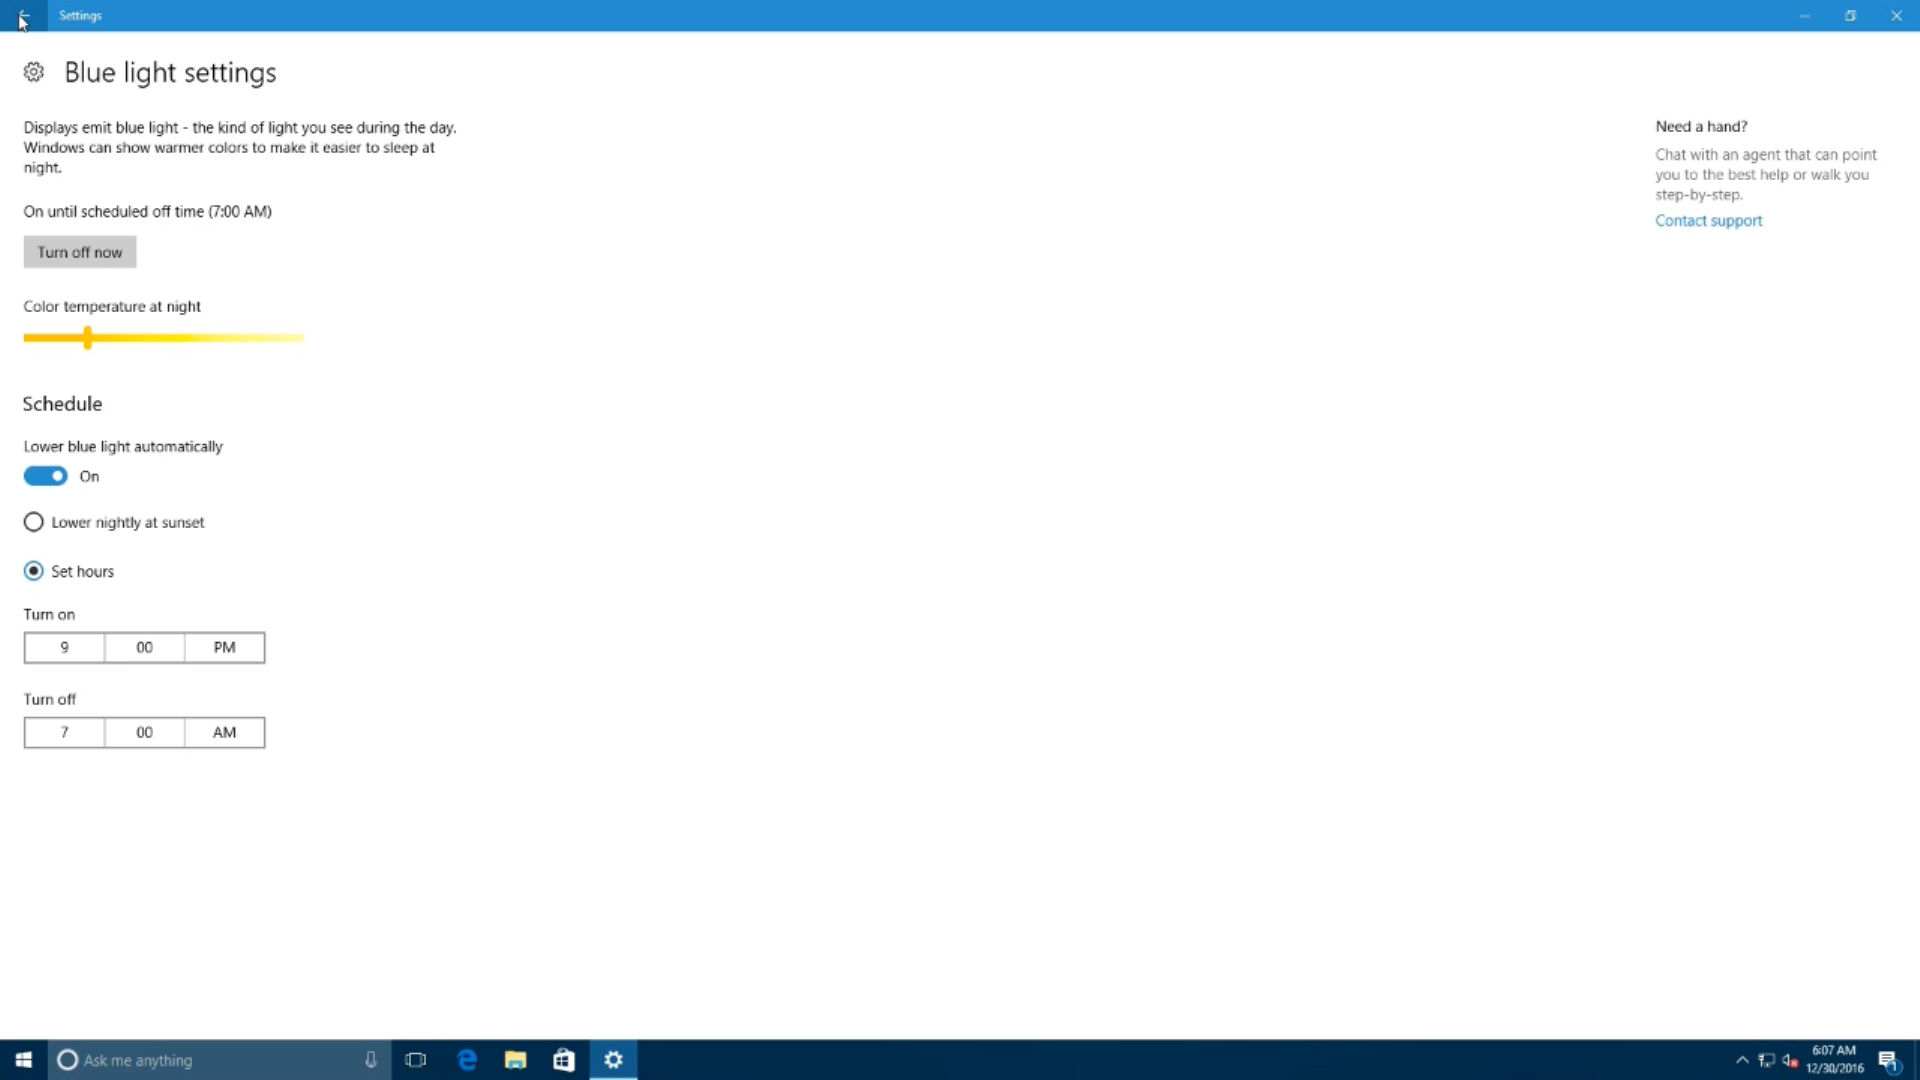 Settings
Blue light settings
Displays emit blue light - the kind of light you see during the day.
Windows can show warmer colors to make it easier to sleep at
night.
On until scheduled off time (7:00 AM)
Turn off now
Color temperature at night
Schedule
Lower blue light automatically
On
Lower nightly at sunset
Set hours
Turn on
9 00 PM
Turn off
7 00 AM
Need a hand?
Chat with an agent that can point
you to the best help or walk you
step-by-step.
Contact support
Ask me anything
6:07 AM
12/30/2016
1